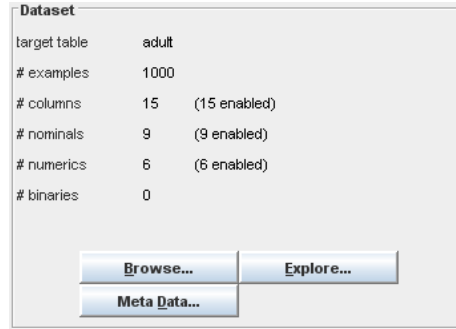 Dataset
target table adult
# examples 1000
# columns 15 (15 enabled)
# nominals 9 (9 enabled)
# numerics 6 (6 enabled)
# binaries 0
Browse... Explore...
Meta Data...